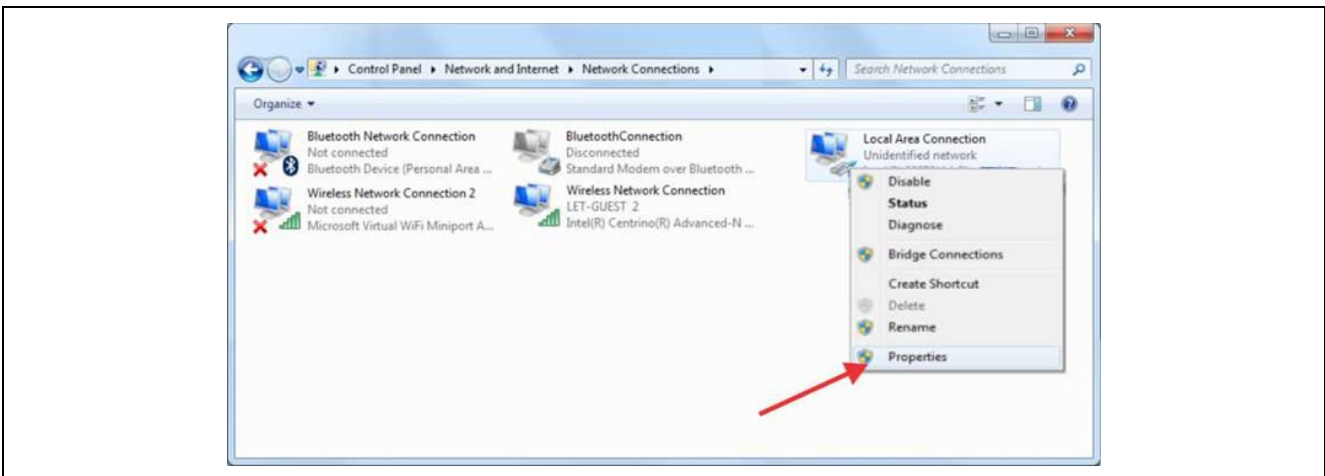 Control Panel ▸ Network and Internet ▸ Network Connections ▸
Search Network Connections
Organize
Bluetooth Network Connection
Not connected
Bluetooth Device (Personal Area ...
BluetoothConnection
Disconnected
Standard Modem over Bluetooth ...
Local Area Connection
Unidentified network
Wireless Network Connection 2
Not connected
Microsoft Virtual WiFi Miniport A...
Wireless Network Connection
LET-GUEST 2
Intel(R) Centrino(R) Advanced-N ...
Disable
Status
Diagnose
Bridge Connections
Create Shortcut
Delete
Rename
Properties